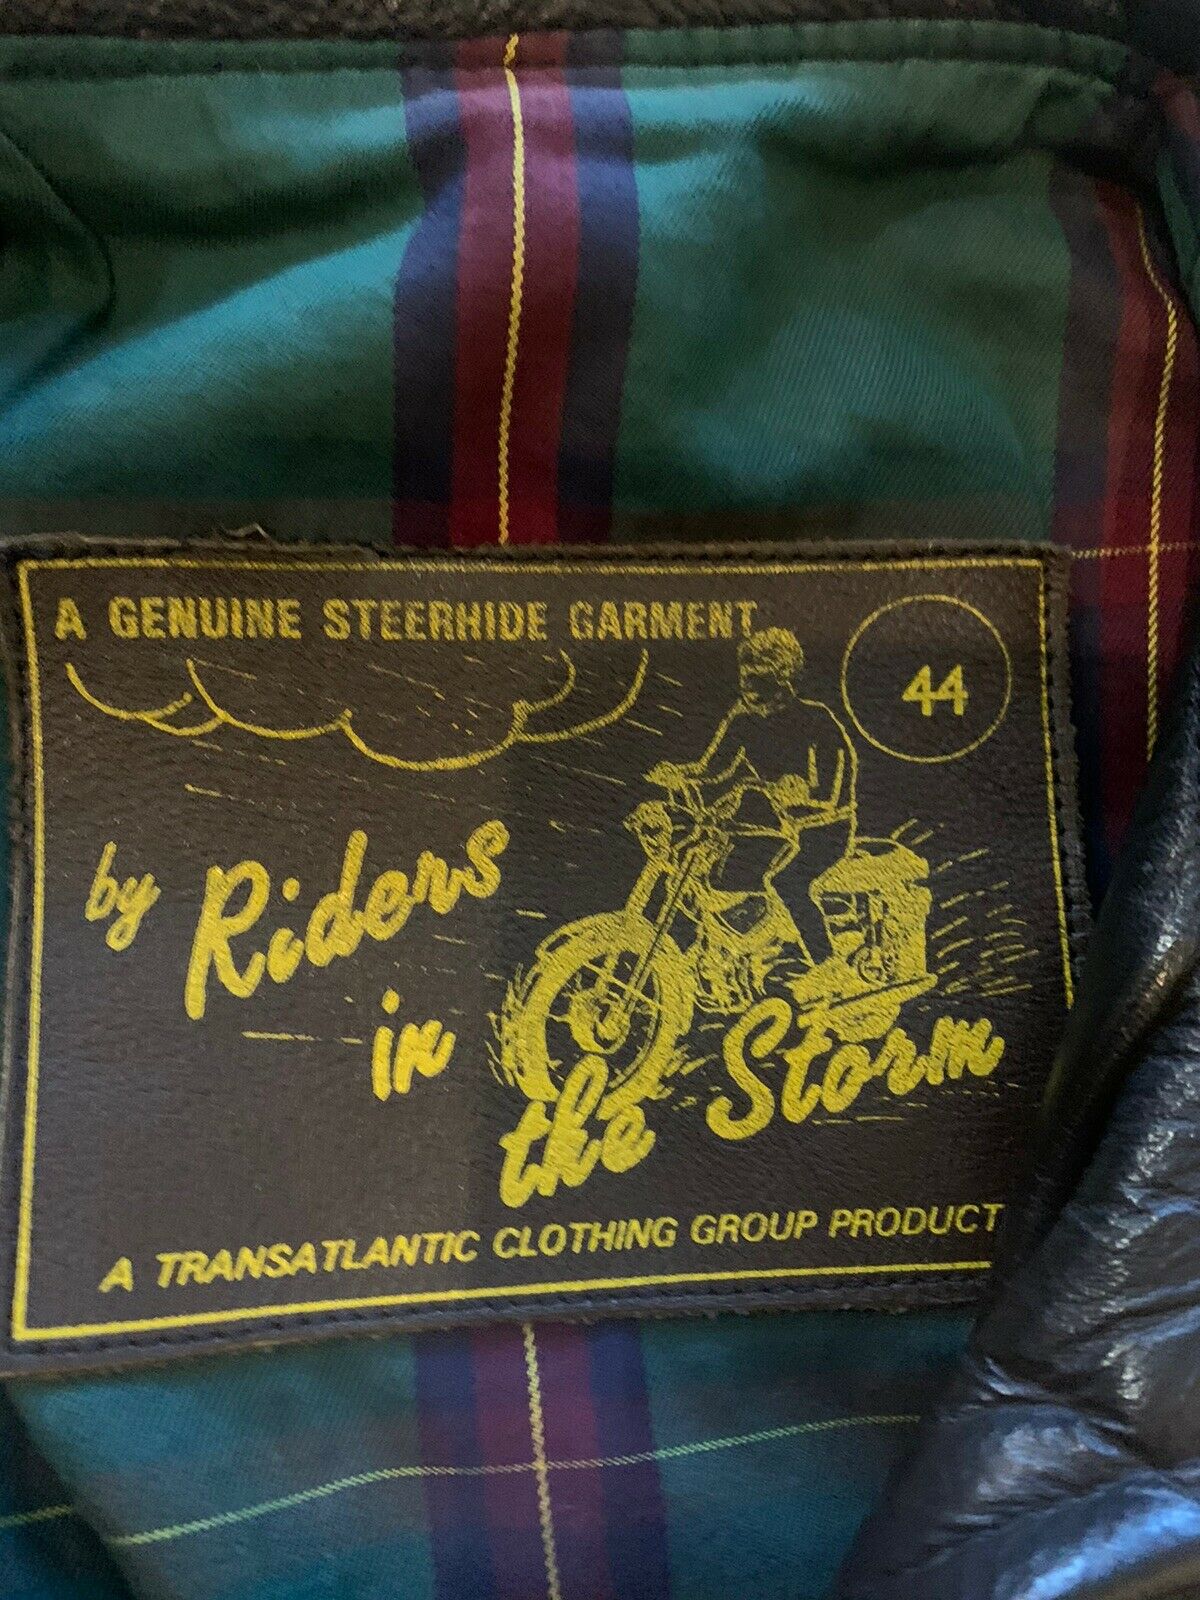 A GENUINE STEERHIDE GARMENT
44
by Riders
in
the Storm
A TRANSATLANTIC CLOTHING GROUP PRODUCT